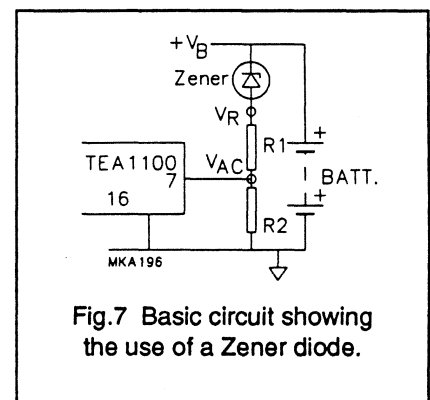 +VB
Zener
VR
R1
+
TEA1100
7
VAC
BATT.
+
16
R2
MKA196
Fig.7 Basic circuit showing
the use of a Zener diode.